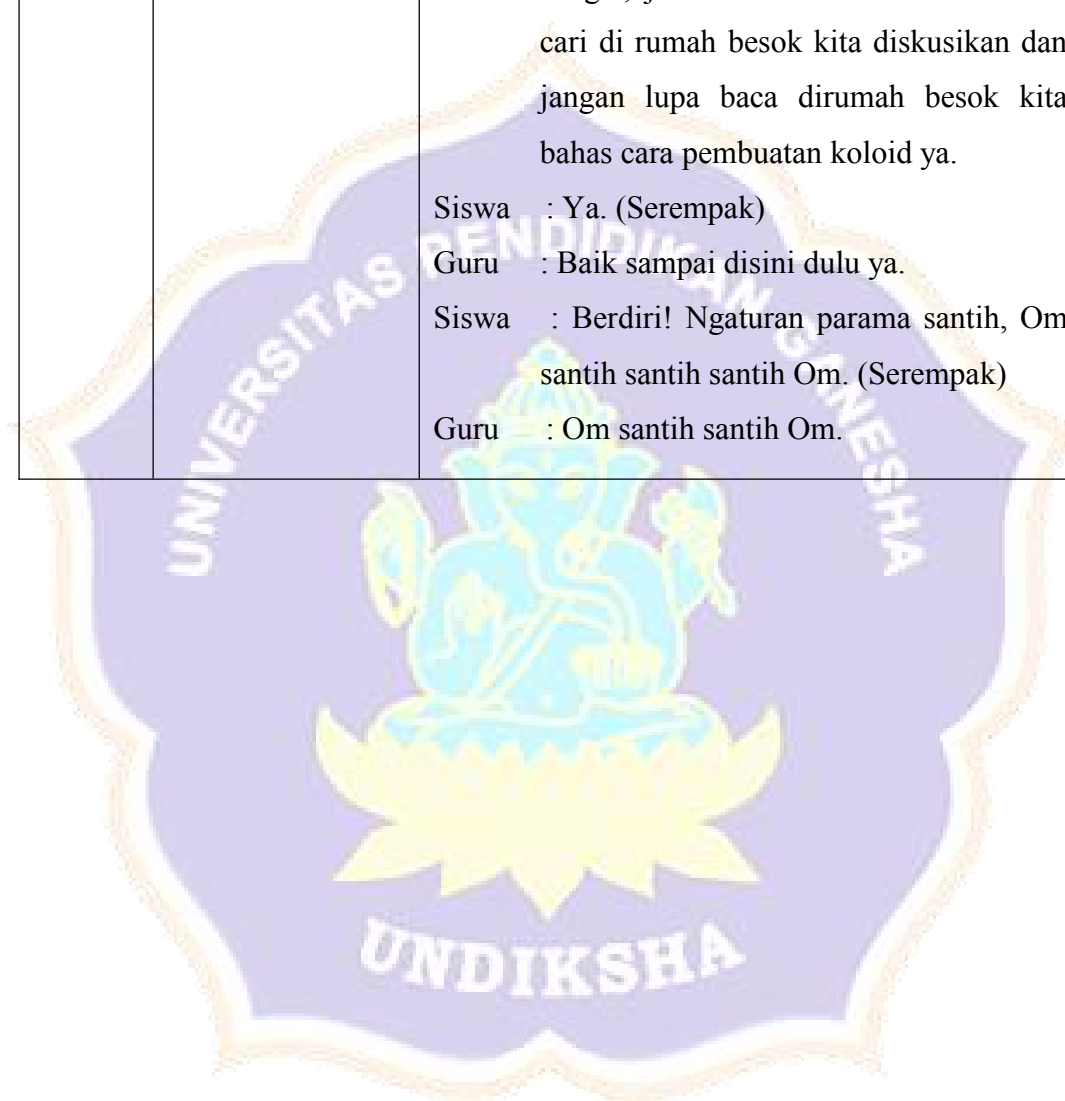 cari di rumah besok kita diskusikan dan
jangan lupa baca dirumah besok kita
bahas cara pembuatan koloid ya.
Siswa : Ya. (Serempak)
Guru : Baik sampai disini dulu ya.
Siswa : Berdiri! Ngaturan parama santih, Om
santih santih santih Om. (Serempak)
Guru : Om santih santih Om.
UNIVERSITAS PENDIDIKAN GANESHA
UNDIKSHA